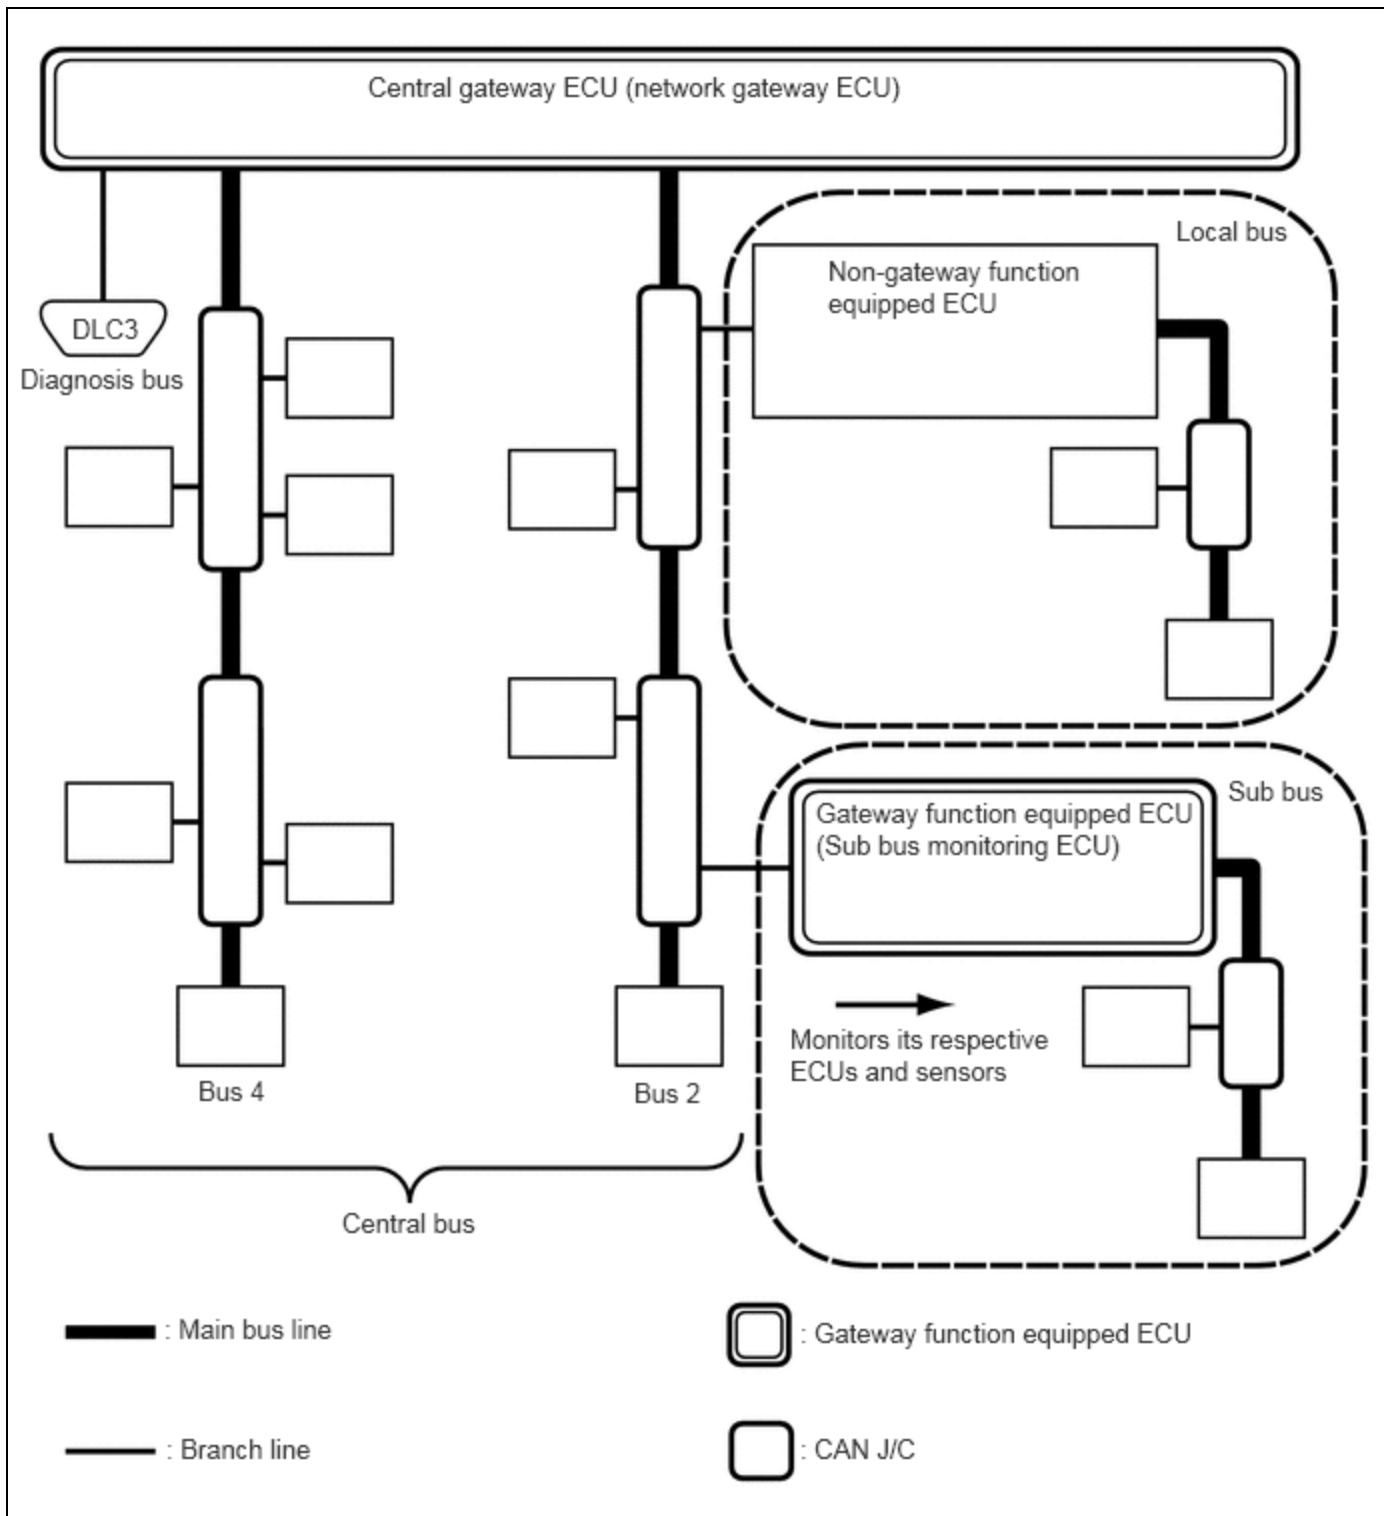 Central gateway ECU (network gateway ECU)
Local bus
Non-gateway function
equipped ECU
DLC3
Diagnosis bus
Sub bus
Gateway function equipped ECU
(Sub bus monitoring ECU)
Monitors its respective
ECUs and sensors
Bus 4
Bus 2
Central bus
: Main bus line
: Gateway function equipped ECU
: Branch line
: CAN J/C